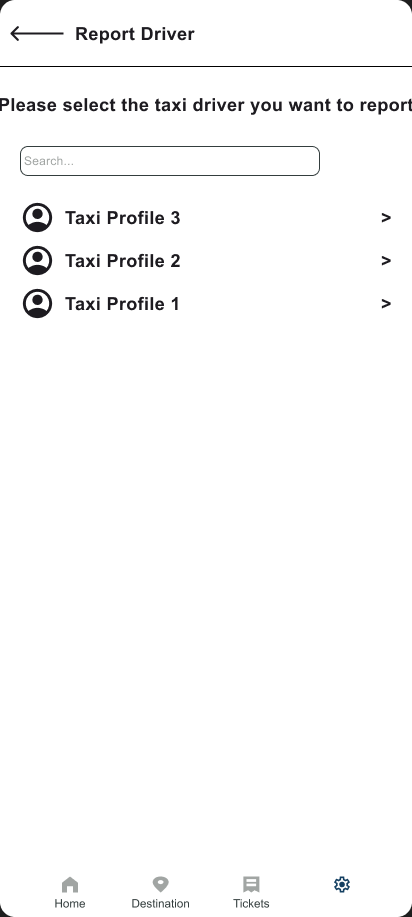 Report Driver
Please select the taxi driver you want to report
Search...
Taxi Profile 3 >
Taxi Profile 2 >
Taxi Profile 1 >
Home Destination Tickets